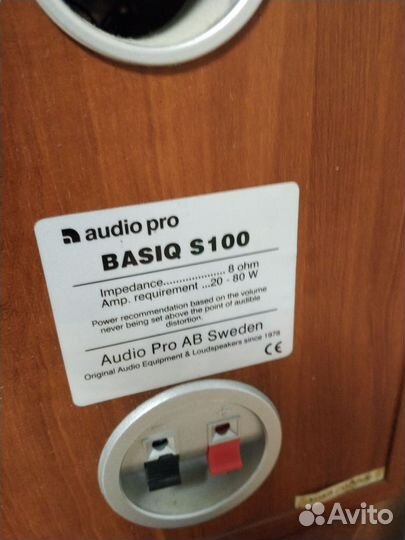 audio pro
BASIQ S100
Impedance.................... 8 ohm
Amp. requirement ...20 - 80 W
Power recommendation based on the volume
never being set above the point of audible
distortion.
Audio Pro AB Sweden
Original Audio Equipment & Loudspeakers since 1978
CE
Avito